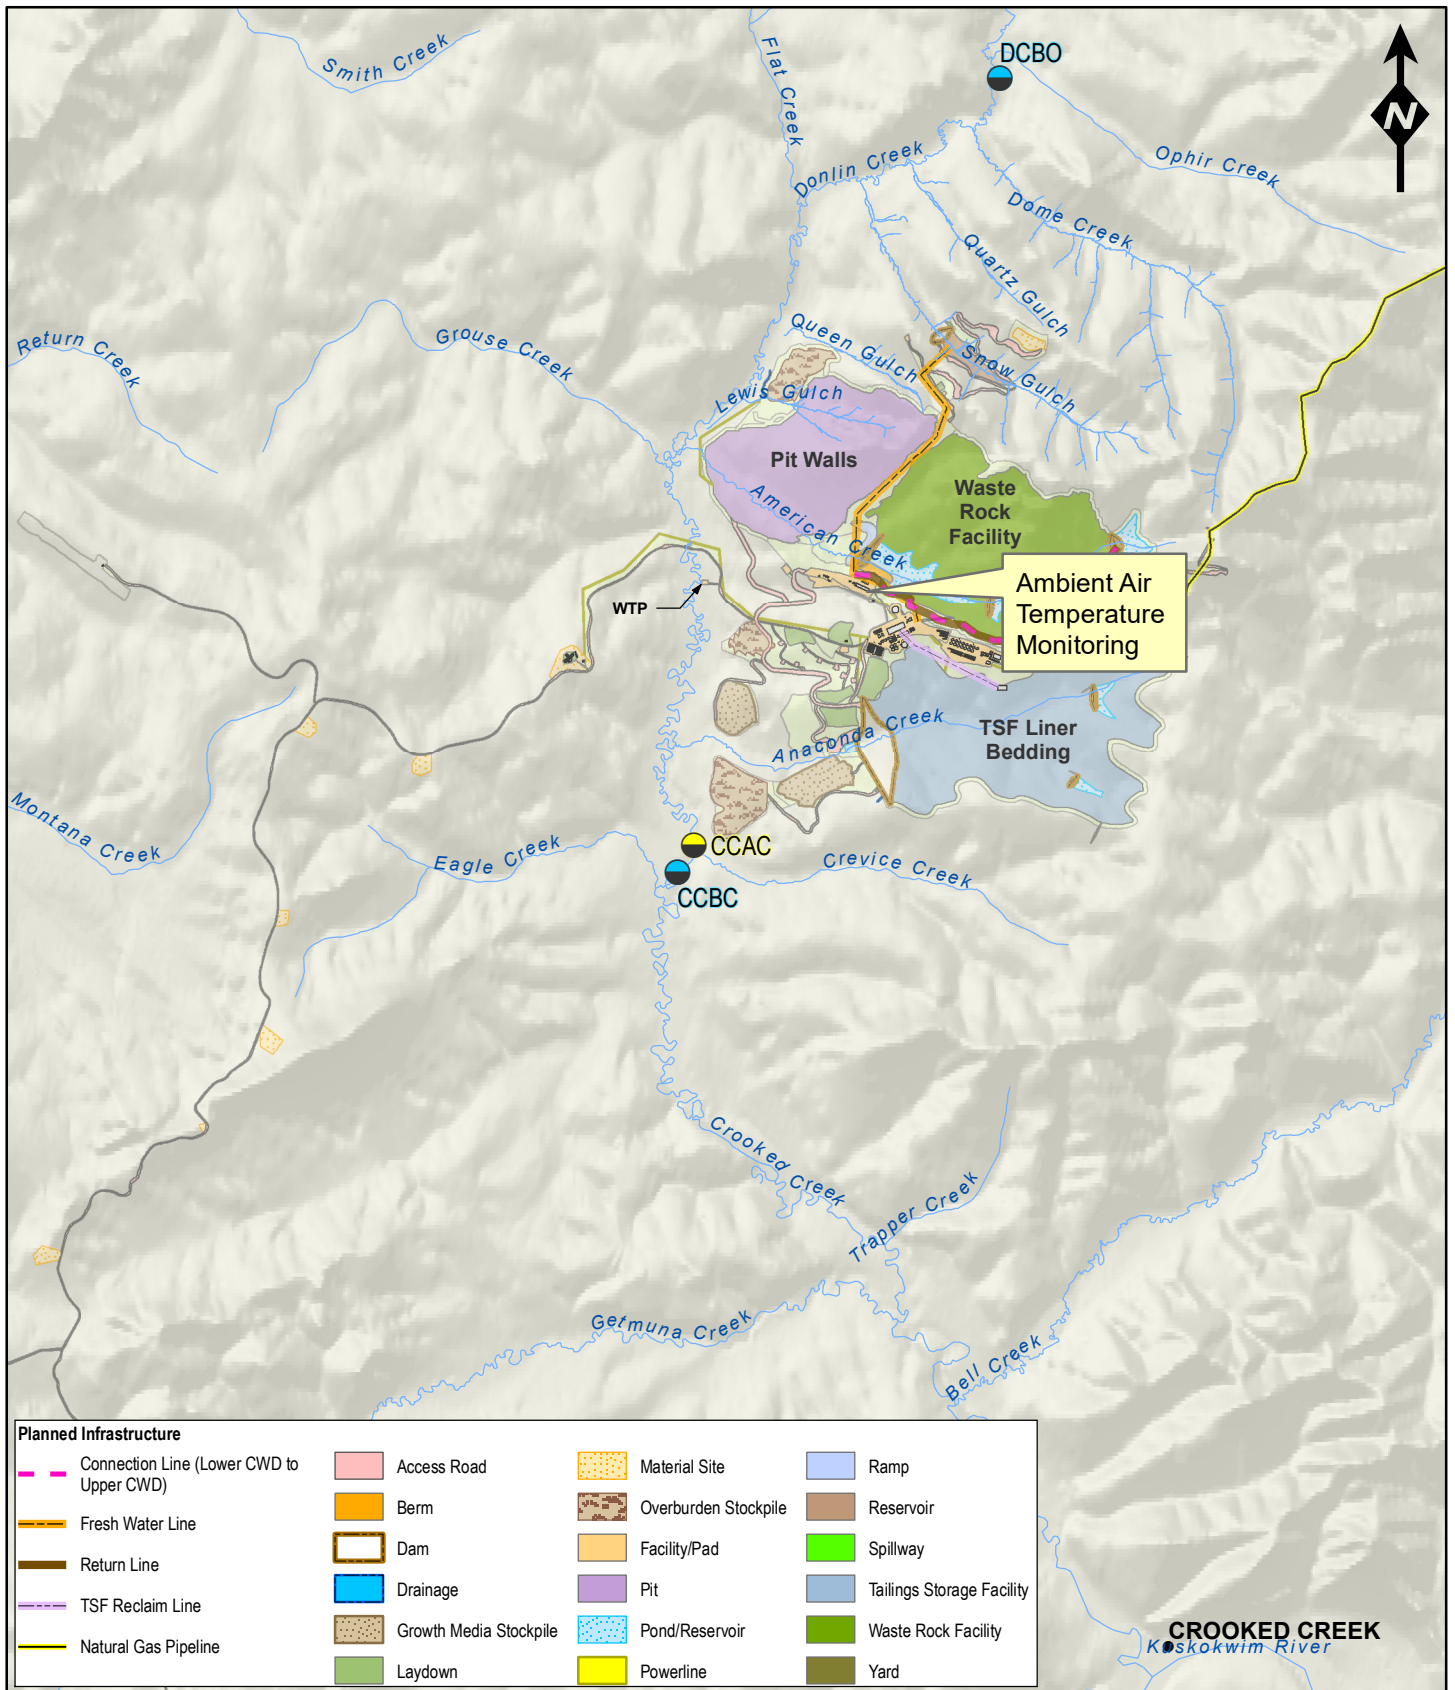 DCBO
N
Smith Creek
Flat Creek
Donlin Creek
Ophir Creek
Dome Creek
Quartz Gulch
Return Creek
Grouse Creek
Queen Gulch
Snow Gulch
Lewis Gulch
Pit Walls
American Creek
Waste
Rock
Facility
Ambient Air
Temperature
Monitoring
WTP
Anaconda Creek
TSF Liner
Bedding
Montana Creek
Eagle Creek
CCAC
CCBC
Crevice Creek
Crooked Creek
Trapper Creek
Getmuna Creek
Bell Creek
CROOKED CREEK
Kuskokwim River
Planned Infrastructure
Connection Line (Lower CWD to
Upper CWD)
Fresh Water Line
Return Line
TSF Reclaim Line
Natural Gas Pipeline
Access Road
Berm
Dam
Drainage
Growth Media Stockpile
Laydown
Material Site
Overburden Stockpile
Facility/Pad
Pit
Pond/Reservoir
Powerline
Ramp
Reservoir
Spillway
Tailings Storage Facility
Waste Rock Facility
Yard